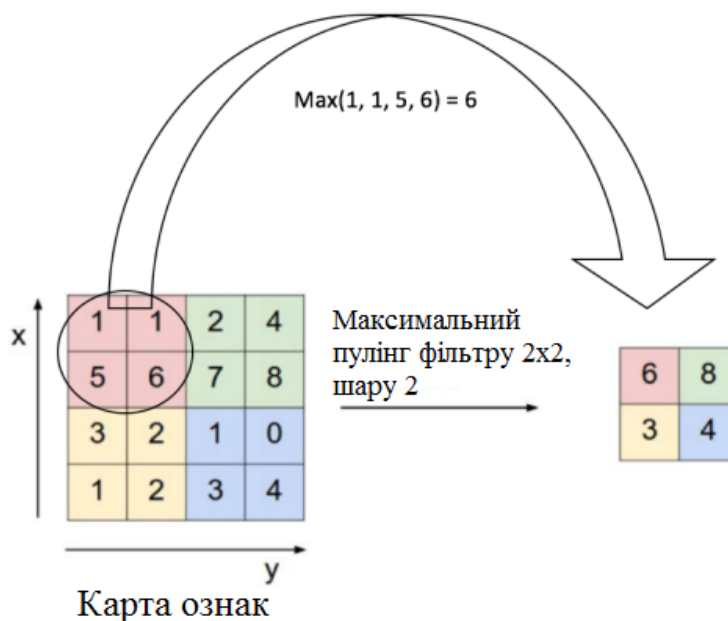 Max(1, 1, 5, 6) = 6
x
1 1 2 4
5 6 7 8
3 2 1 0
1 2 3 4
y
Карта ознак
Максимальний
пулінг фільтру 2x2,
шару 2
6 8
3 4